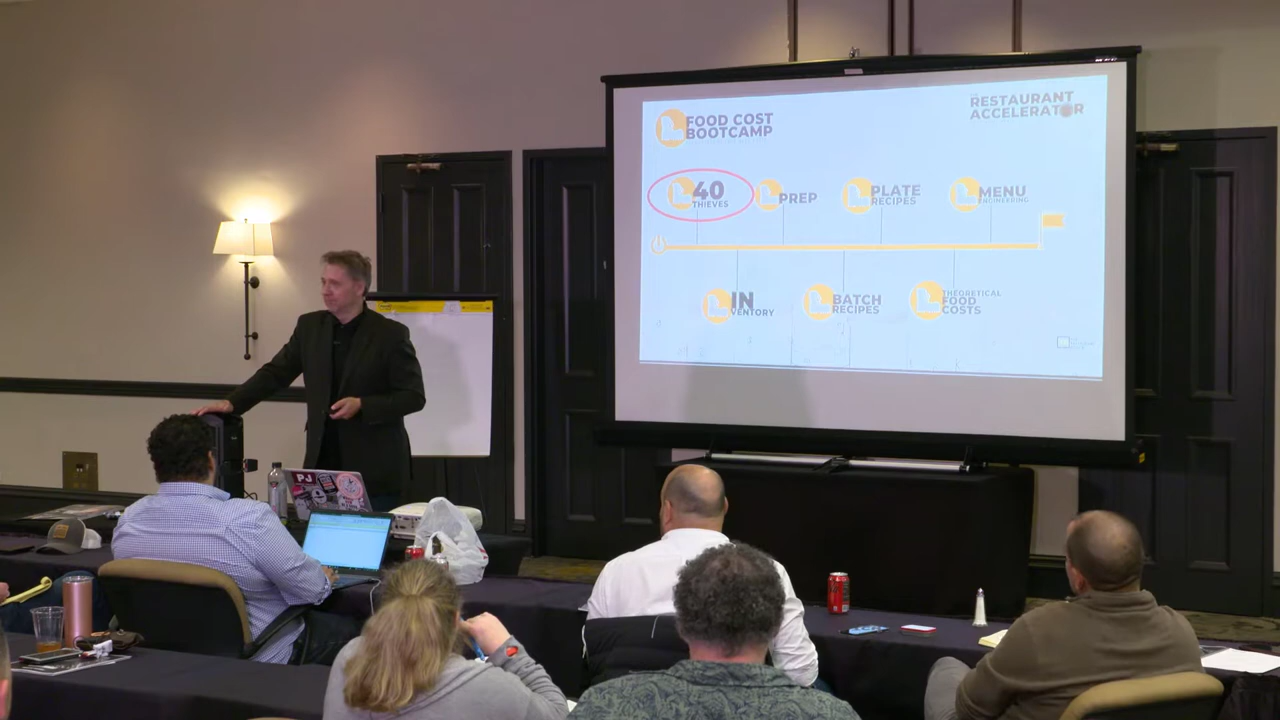 FOOD COST
BOOTCAMP
RESTAURANT
ACCELERATOR
40
THIEVES
PREP
PLATE
RECIPES
MENU
ENGINEERING
IN
VENTORY
BATCH
RECIPES
THEORETICAL
FOOD
COSTS
PJ